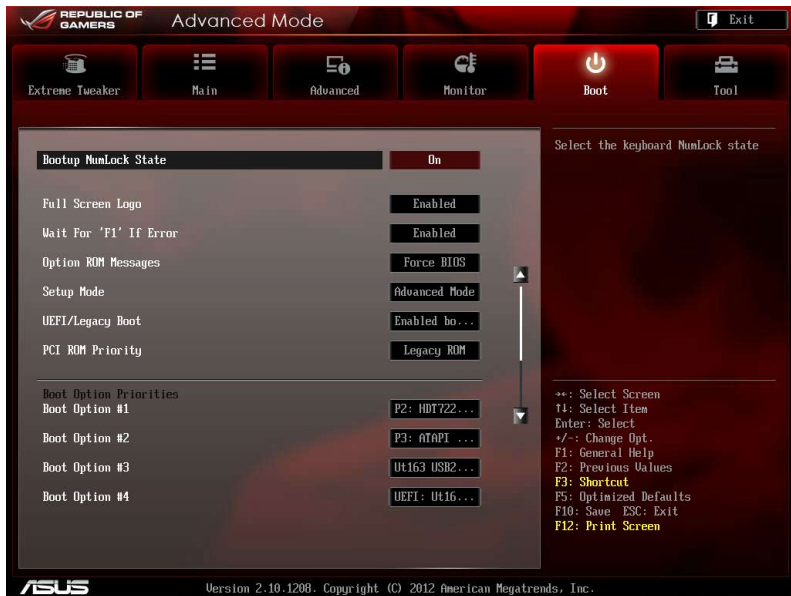 REPUBLIC OF GAMERS
Advanced Mode
Exit
Extreme Tweaker
Main
Advanced
Monitor
Boot
Tool
Bootup NumLock State On
Select the keyboard NumLock state
Full Screen Logo Enabled
Wait For 'F1' If Error Enabled
Option ROM Messages Force BIOS
Setup Mode Advanced Mode
UEFI/Legacy Boot Enabled bo...
PCI ROM Priority Legacy ROM
Boot Option Priorities
Boot Option #1 P2: HDT722...
Boot Option #2 P3: ATAPI ...
Boot Option #3 Ut163 USB2...
Boot Option #4 UEFI: Ut16...
→←: Select Screen
↑↓: Select Item
Enter: Select
+/-: Change Opt.
F1: General Help
F2: Previous Values
F3: Shortcut
F5: Optimized Defaults
F10: Save ESC: Exit
F12: Print Screen
ASUS
Version 2.10.1208. Copyright (C) 2012 American Megatrends, Inc.